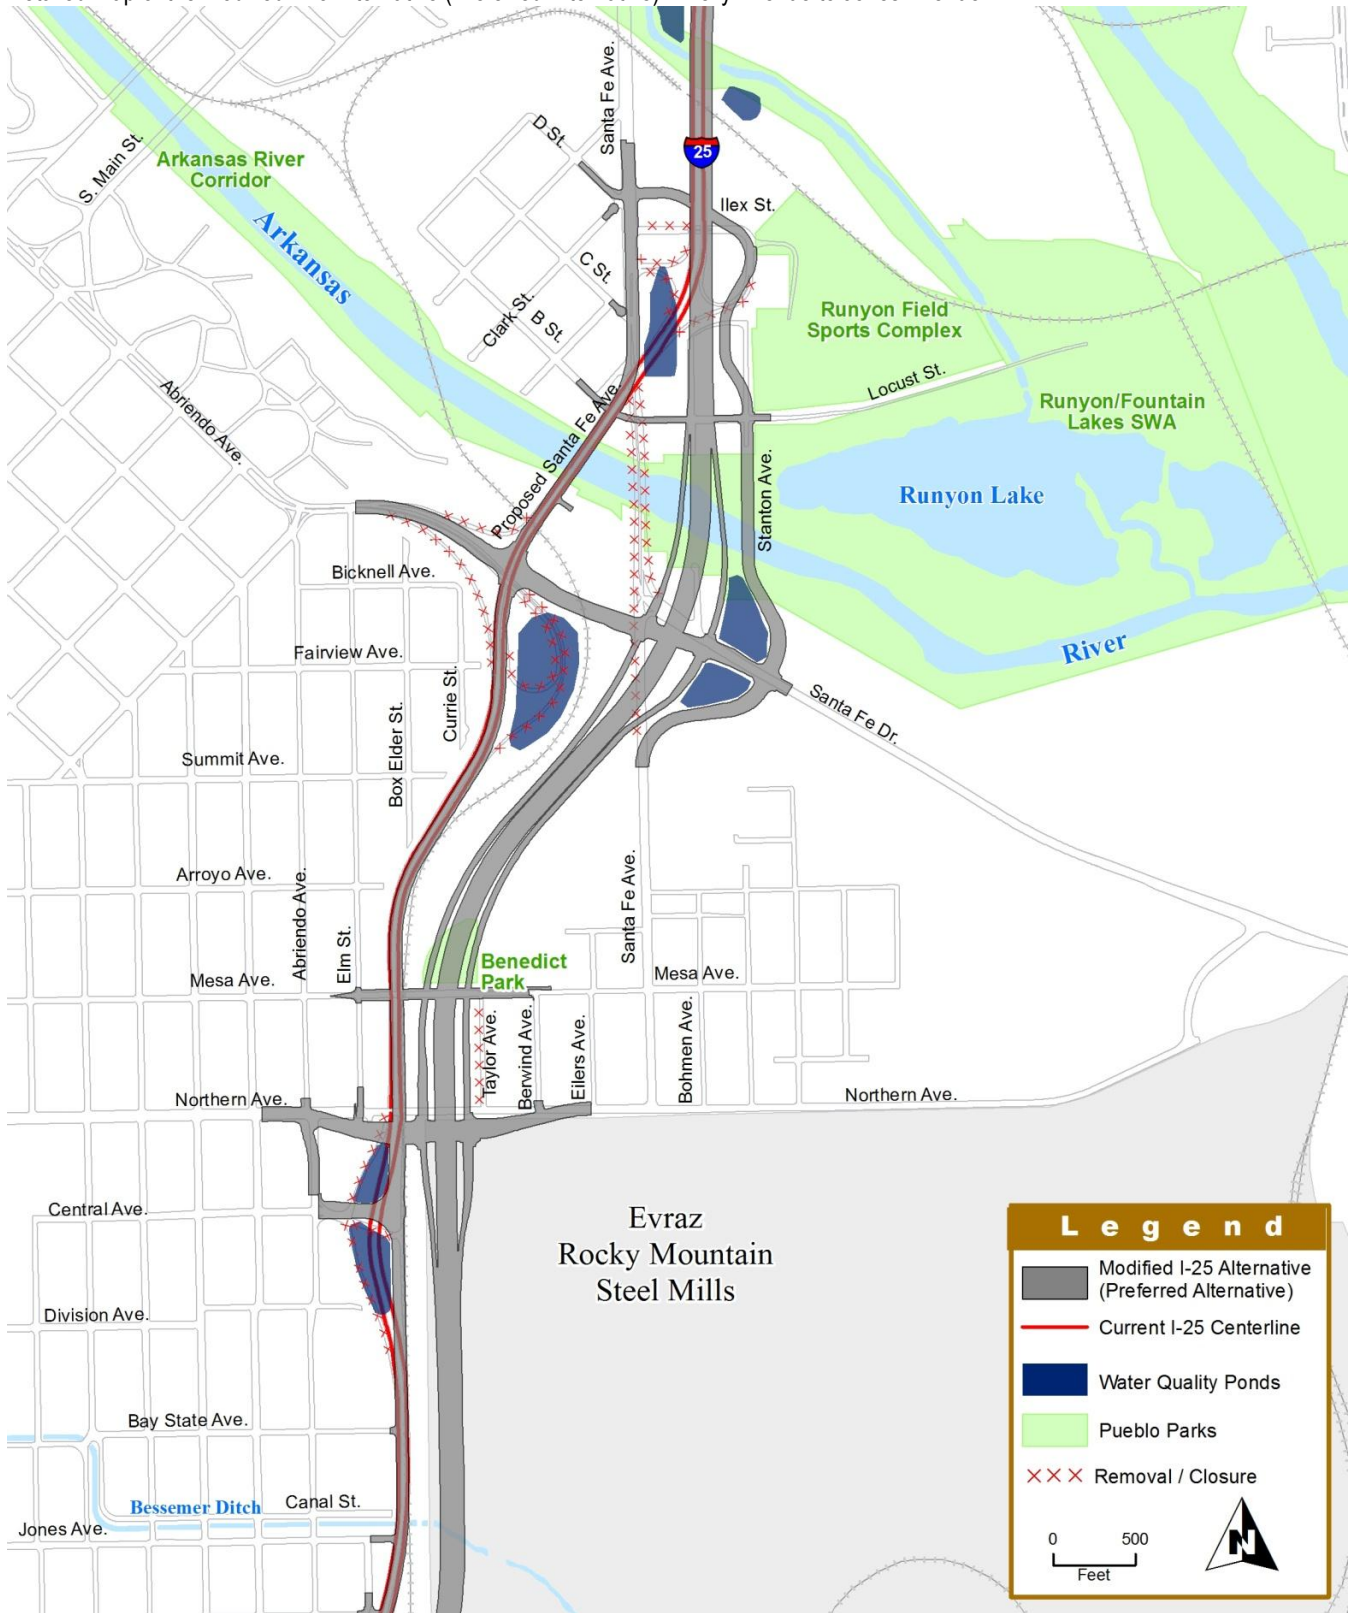 Santa Fe Ave.
D St.
25
S. Main St.
Arkansas River
Corridor
Ilex St.
Arkansas
C St.
Clark St.
B St.
Runyon Field
Sports Complex
Locust St.
Runyon/Fountain
Lakes SWA
Abriendo Ave.
Proposed Santa Fe Ave.
Runyon Lake
Stanton Ave.
Bicknell Ave.
Fairview Ave.
River
Currie St.
Box Elder St.
Santa Fe Dr.
Summit Ave.
Arroyo Ave.
Abriendo Ave.
Elm St.
Santa Fe Ave.
Benedict
Park
Mesa Ave.
Mesa Ave.
Taylor Ave.
Berwind Ave.
Eilers Ave.
Bohmen Ave.
Northern Ave.
Northern Ave.
Central Ave.
Evraz
Rocky Mountain
Steel Mills
Division Ave.
Bay State Ave.
Bessemer Ditch
Canal St.
Jones Ave.
Legend
Modified I-25 Alternative
(Preferred Alternative)
Current I-25 Centerline
Water Quality Ponds
Pueblo Parks
Removal / Closure
0 500
Feet
N